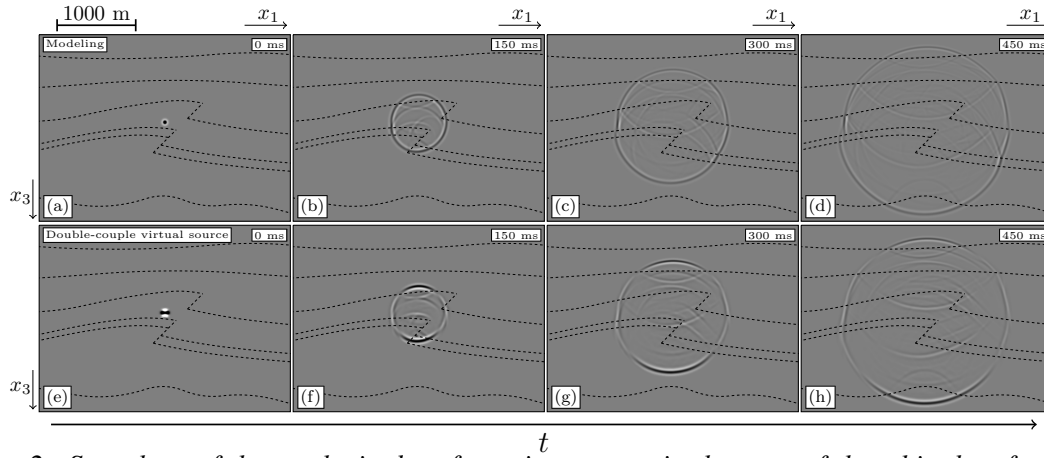 1000 m
x1 x1 x1 x1
Modeling 0 ms 150 ms 300 ms 450 ms
x3
(a) (b) (c) (d)
Double-couple virtual source 0 ms 150 ms 300 ms 450 ms
x3
(e) (f) (g) (h)
t